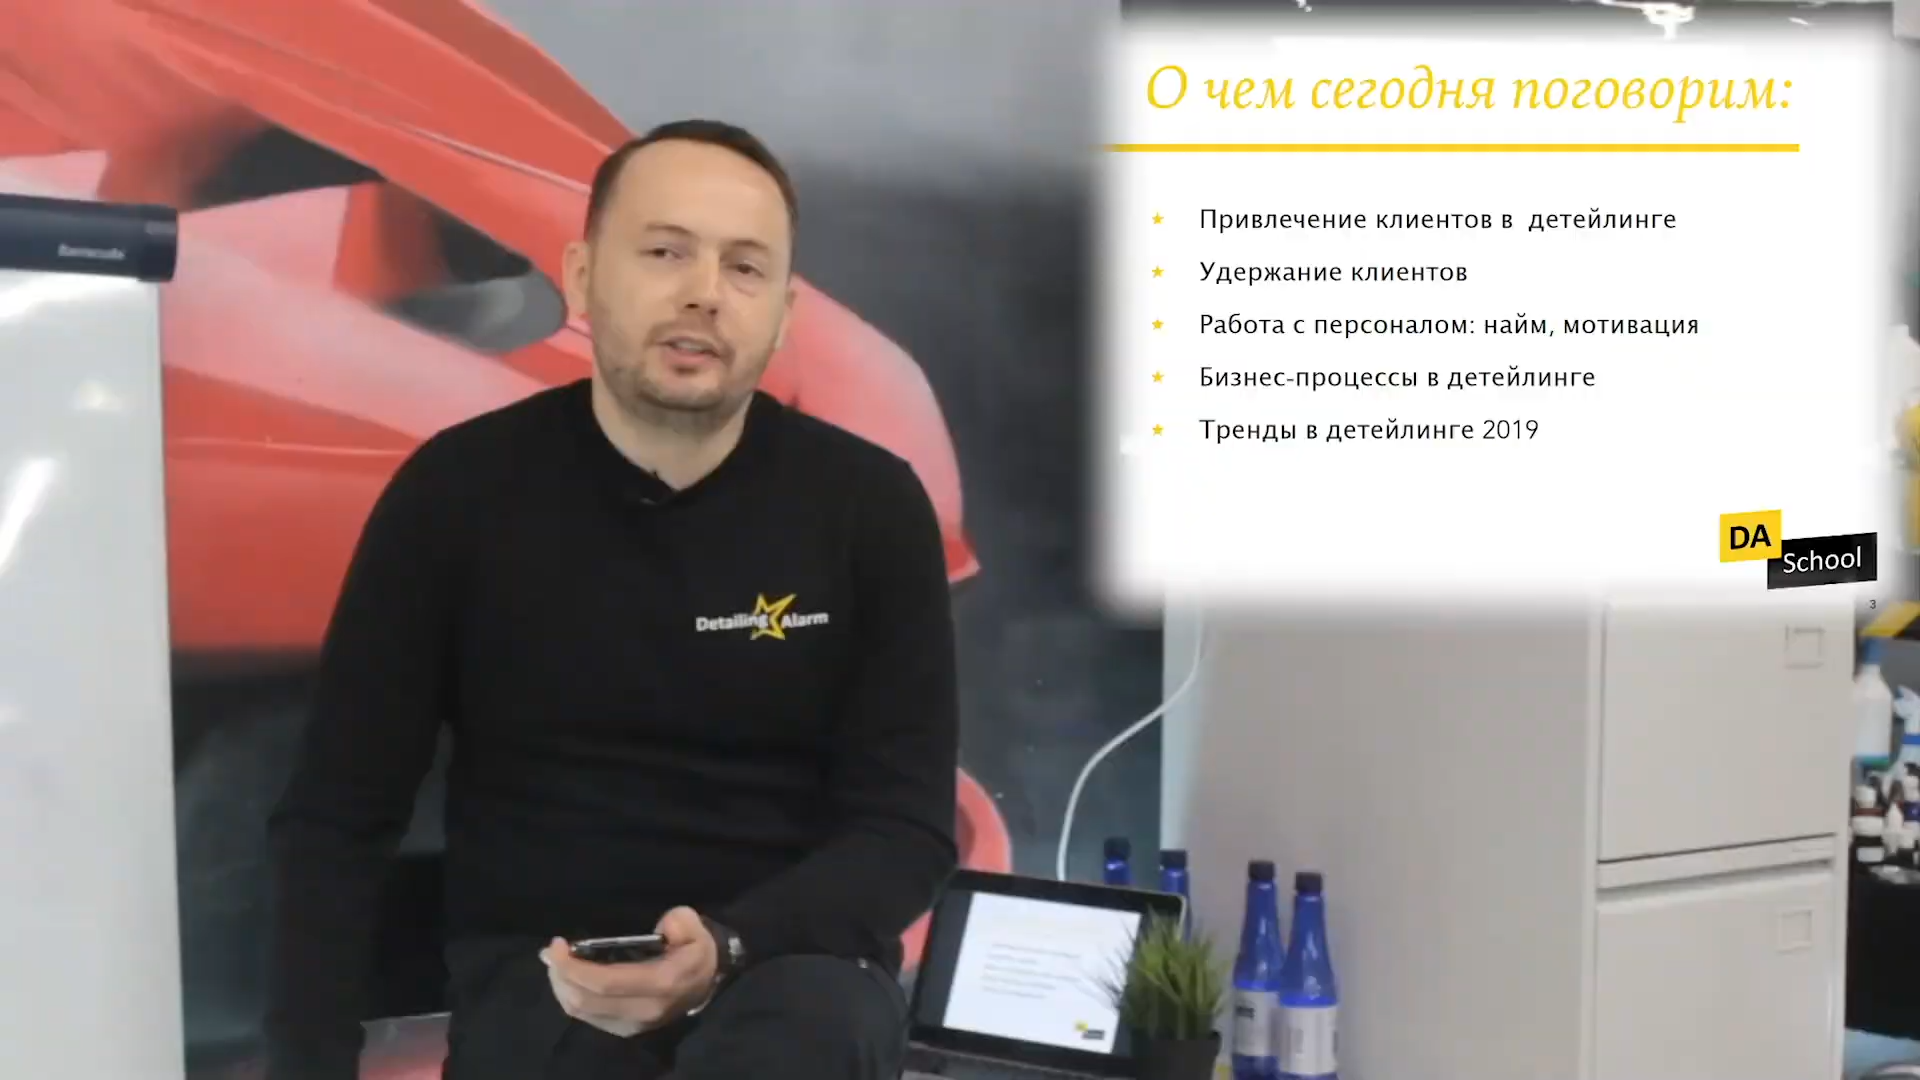 О чем сегодня поговорим:
Привлечение клиентов в детейлинге
Удержание клиентов
Работа с персоналом: найм, мотивация
Бизнес-процессы в детейлинге
Тренды в детейлинге 2019
DA
School
3
Detailing Alarm